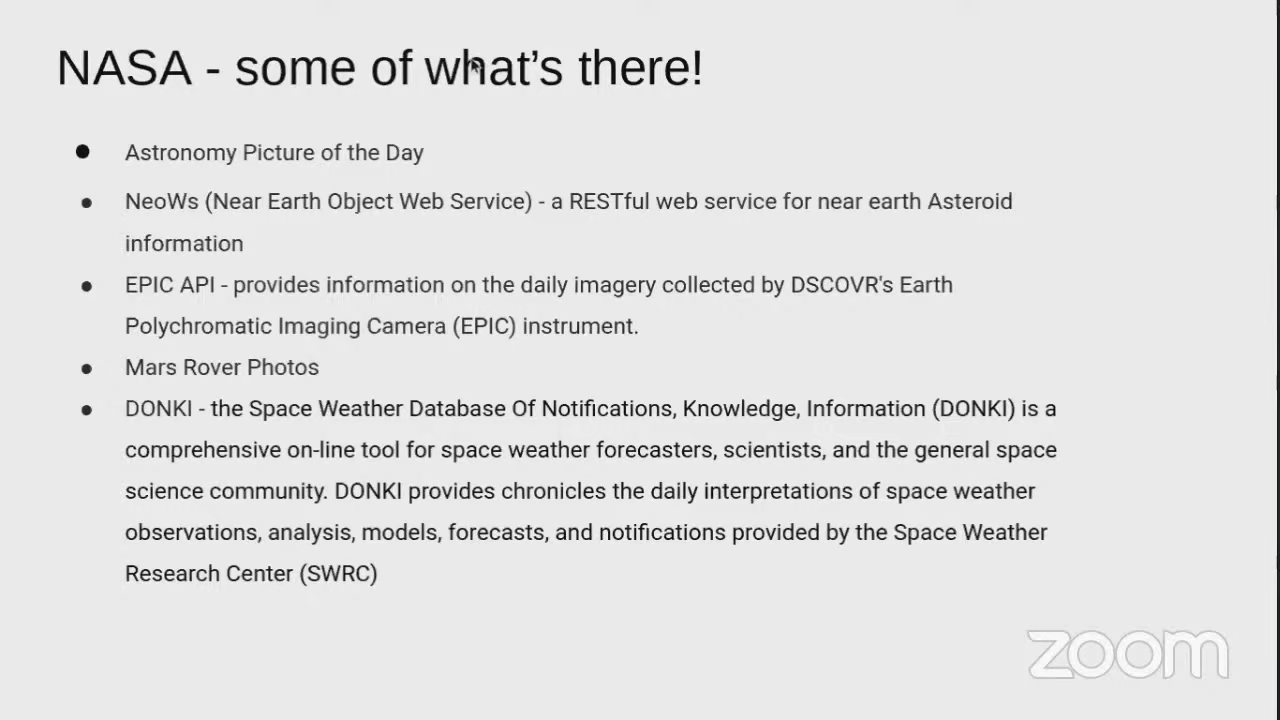 NASA - some of what's there!
● Astronomy Picture of the Day
● NeoWs (Near Earth Object Web Service) - a RESTful web service for near earth Asteroid
information
● EPIC API - provides information on the daily imagery collected by DSCOVR's Earth
Polychromatic Imaging Camera (EPIC) instrument.
● Mars Rover Photos
● DONKI - the Space Weather Database Of Notifications, Knowledge, Information (DONKI) is a
comprehensive on-line tool for space weather forecasters, scientists, and the general space
science community. DONKI provides chronicles the daily interpretations of space weather
observations, analysis, models, forecasts, and notifications provided by the Space Weather
Research Center (SWRC)
zoom